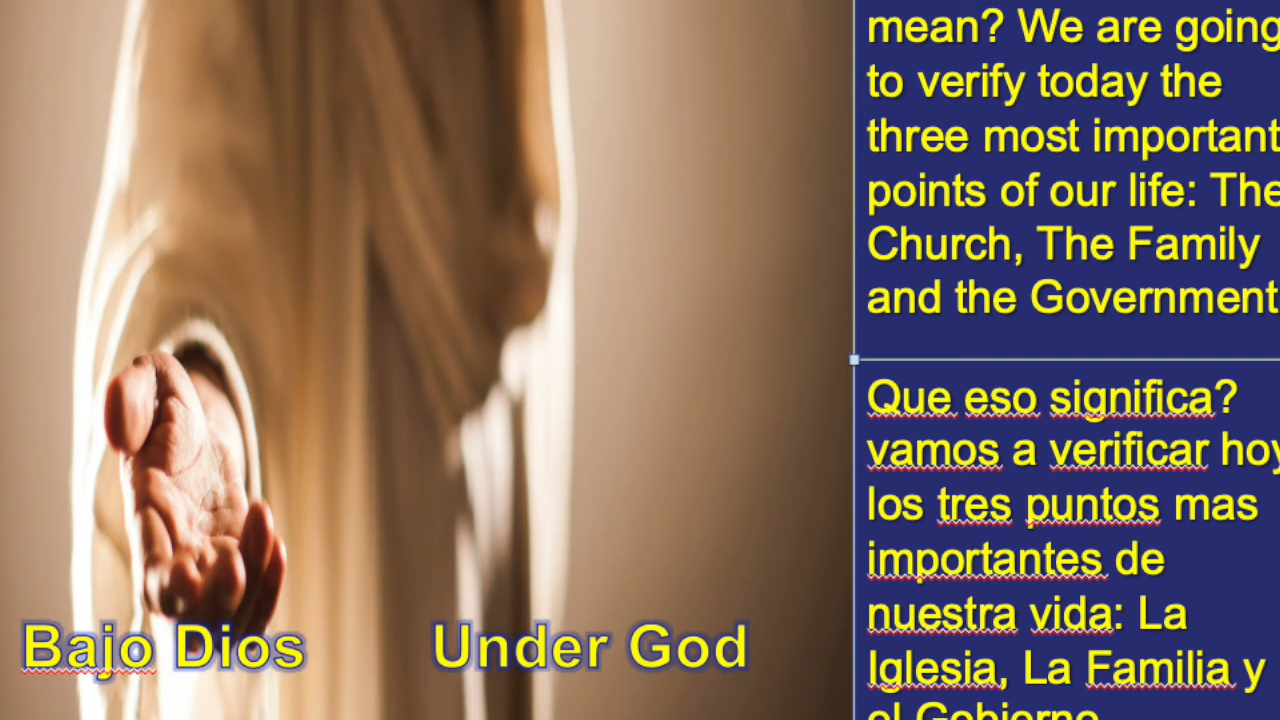 mean? We are going
to verify today the
three most important
points of our life: The
Church, The Family
and the Government
Que eso significa?
vamos a verificar hoy
los tres puntos mas
importantes de
nuestra vida: La
Iglesia, La Familia y
el Gobierno
Bajo Dios Under God